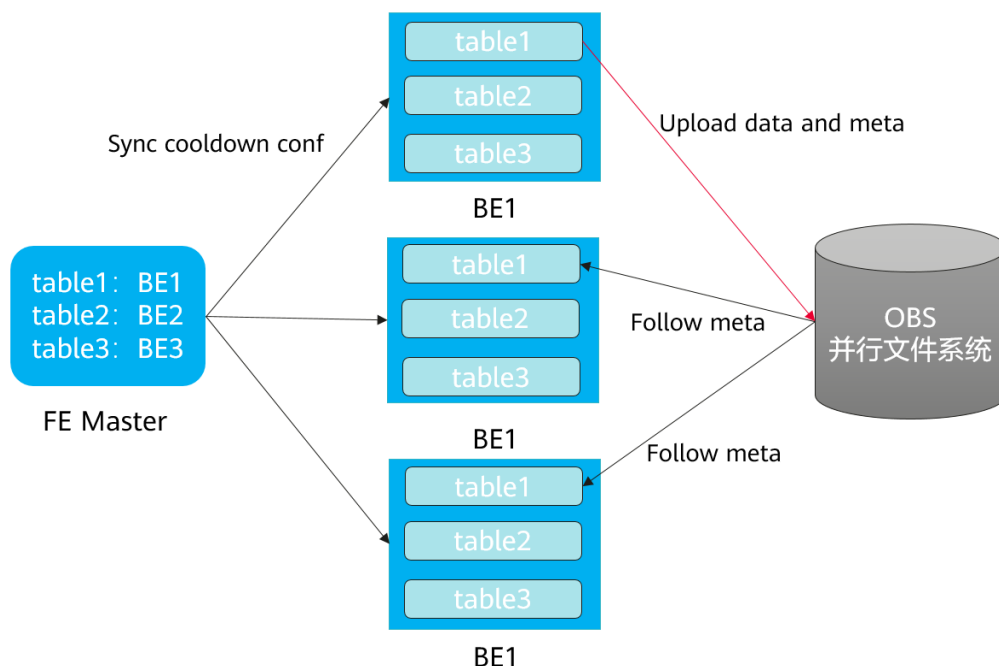 table1
table2
table3
BE1
Sync cooldown conf
Upload data and meta
table1： BE1
table2： BE2
table3： BE3
FE Master
table1
table2
table3
BE1
Follow meta
OBS
并行文件系统
Follow meta
table1
table2
table3
BE1